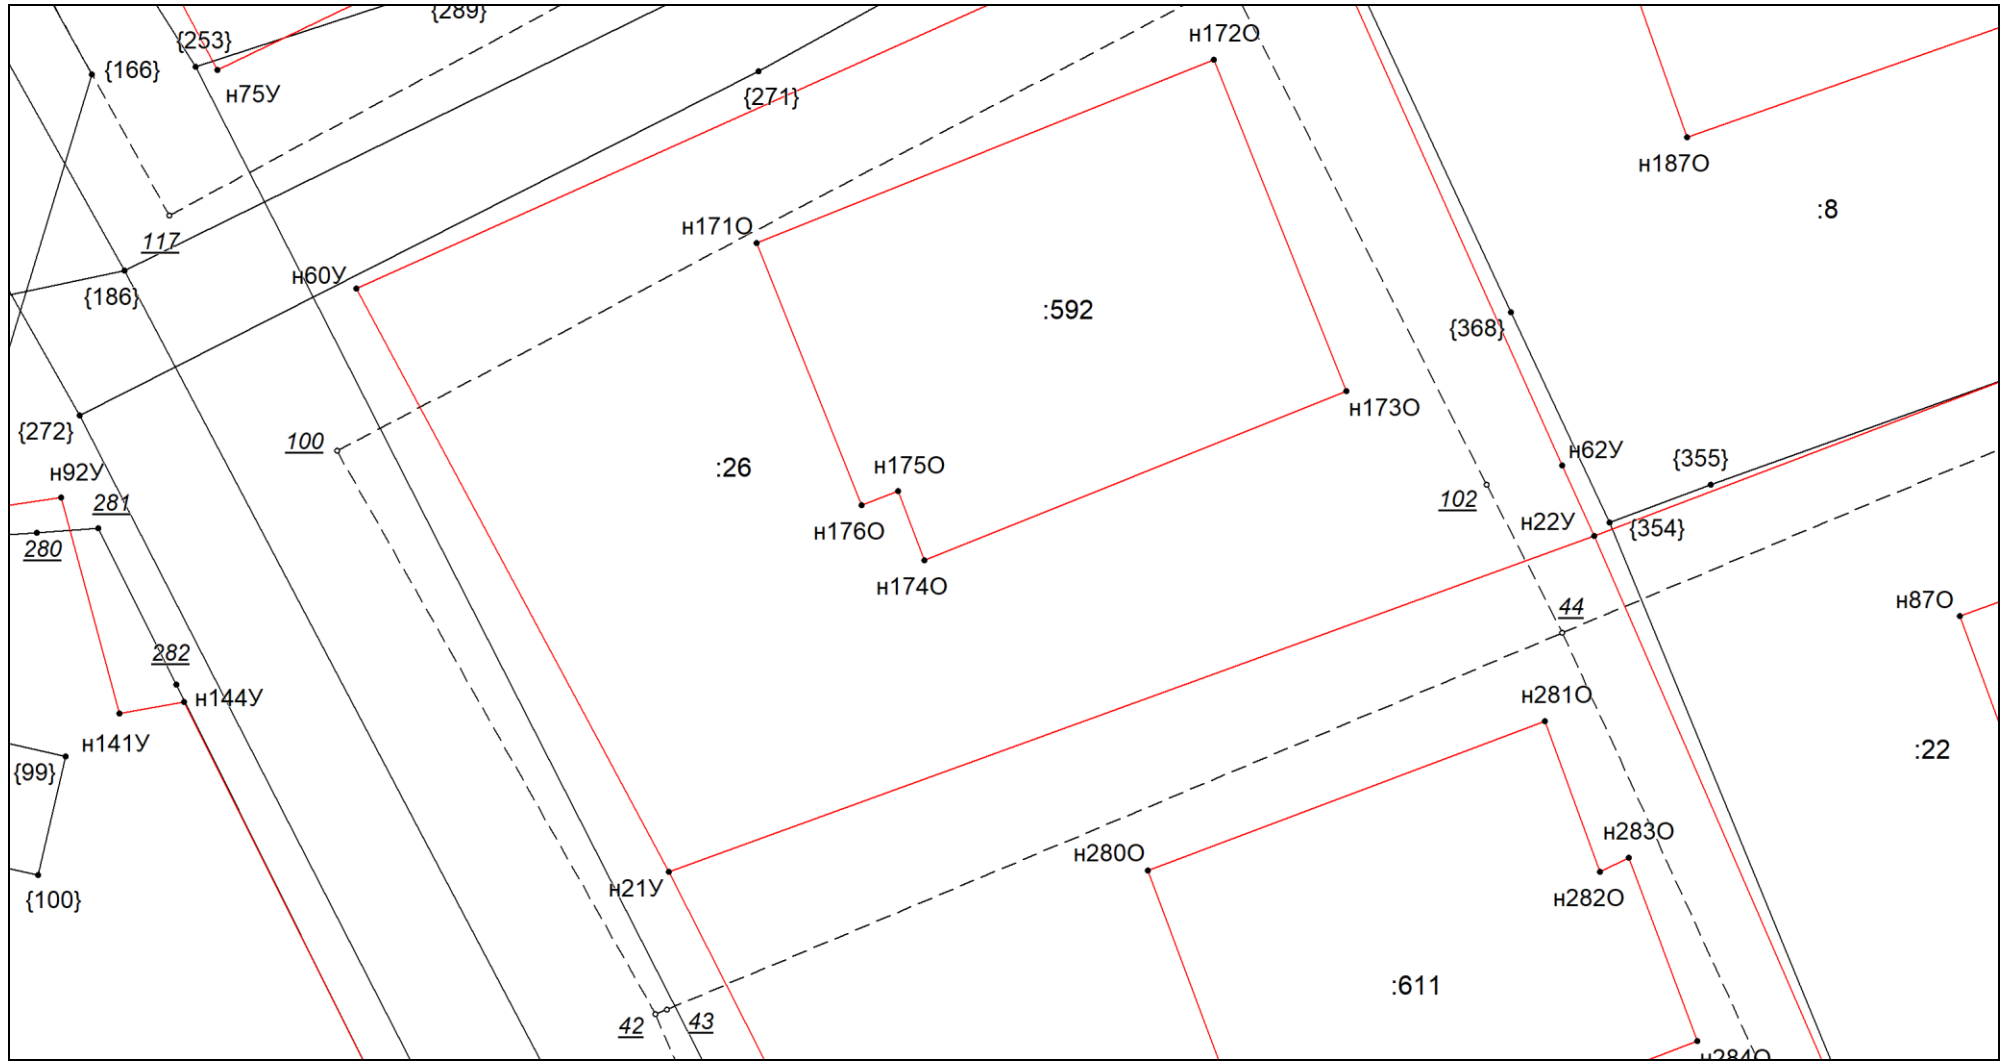 {289}
н172О
{253}
{166}
н75У
{271}
н187О
:8
н171О
117
н60У
{186}
:592
{368}
н173О
{272}
100
н62У
{355}
н92У
:26
н175О
281
102
н22У
{354}
280
н176О
н174О
44
н87О
282
н144У
н281О
н141У
:22
{99}
н283О
н280О
н21У
н282О
{100}
:611
42
43
н284О